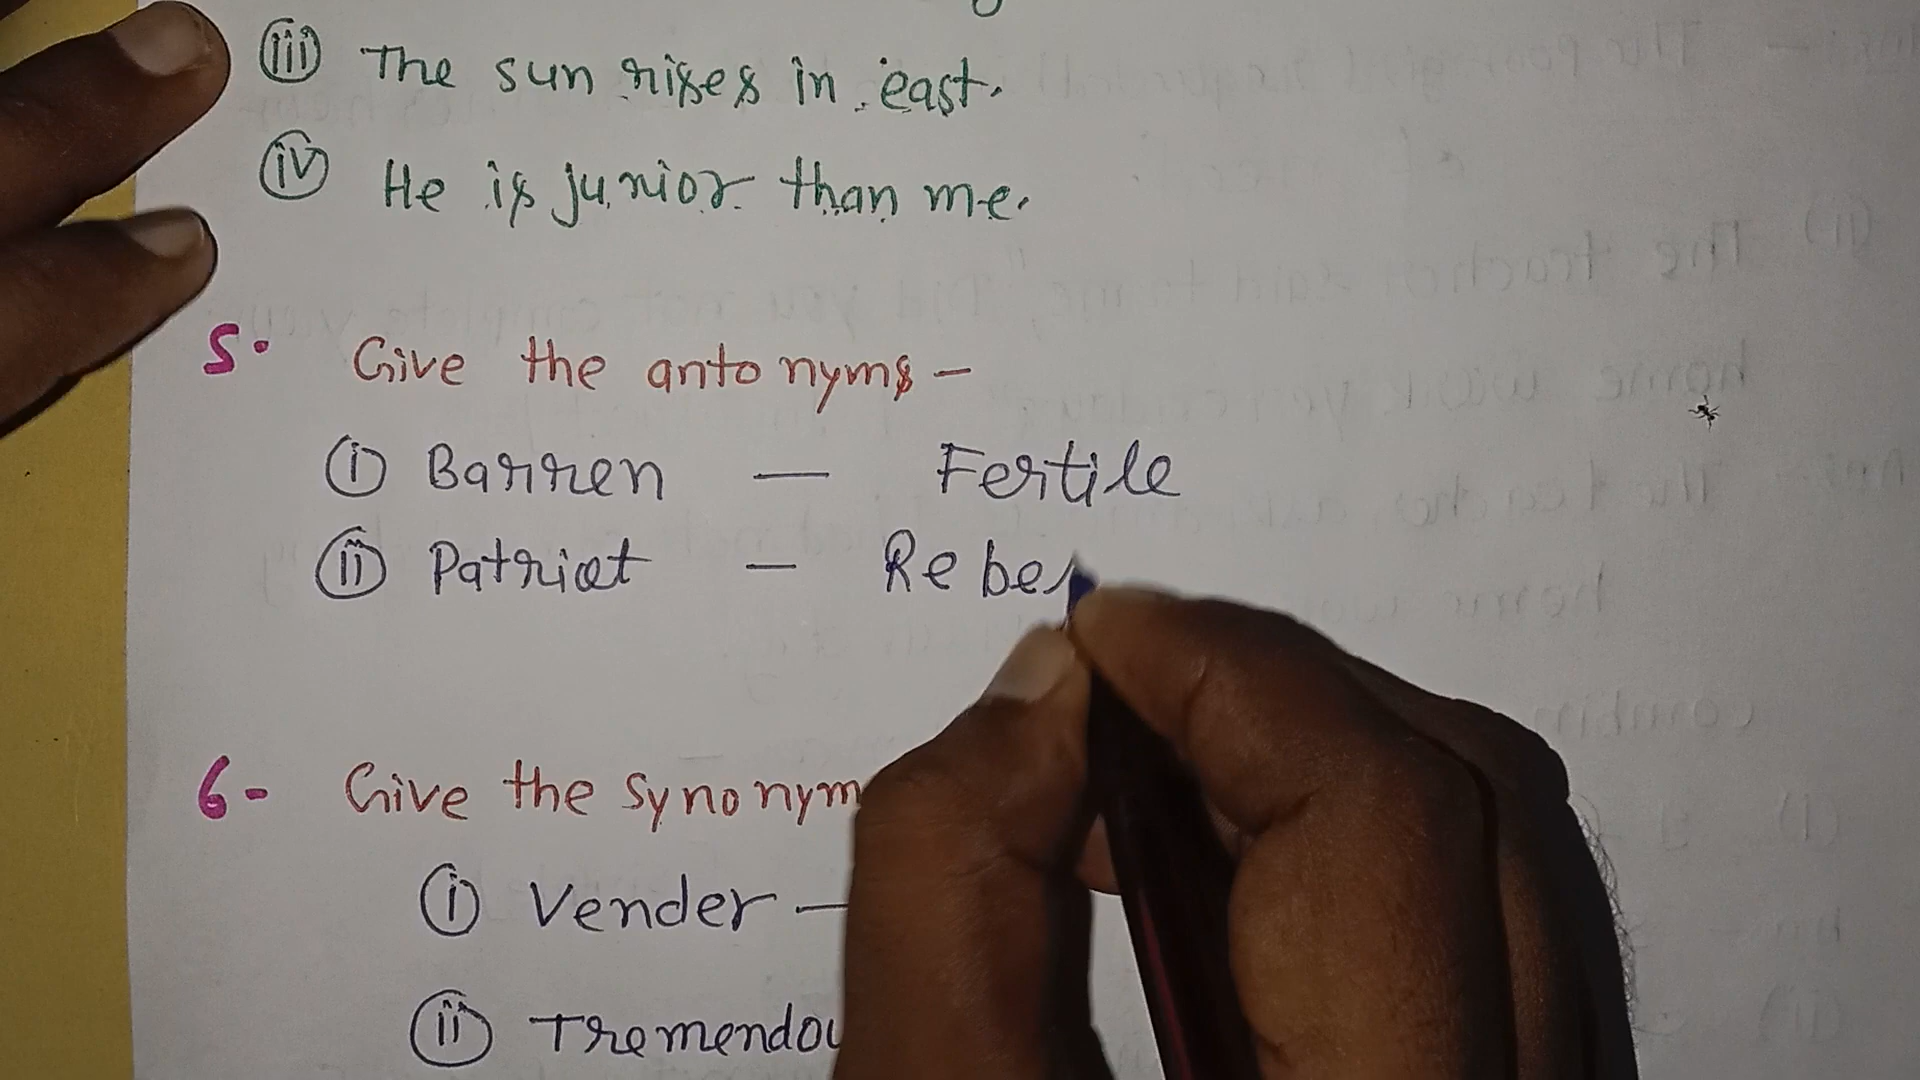 (iii) The sun rises in east.
(iv) He is junior than me.
5. Give the antonyms -
(i) Barren - Fertile
(ii) Patriot - Rebe
6- Give the synonym
(i) Vender -
(ii) Tremendou